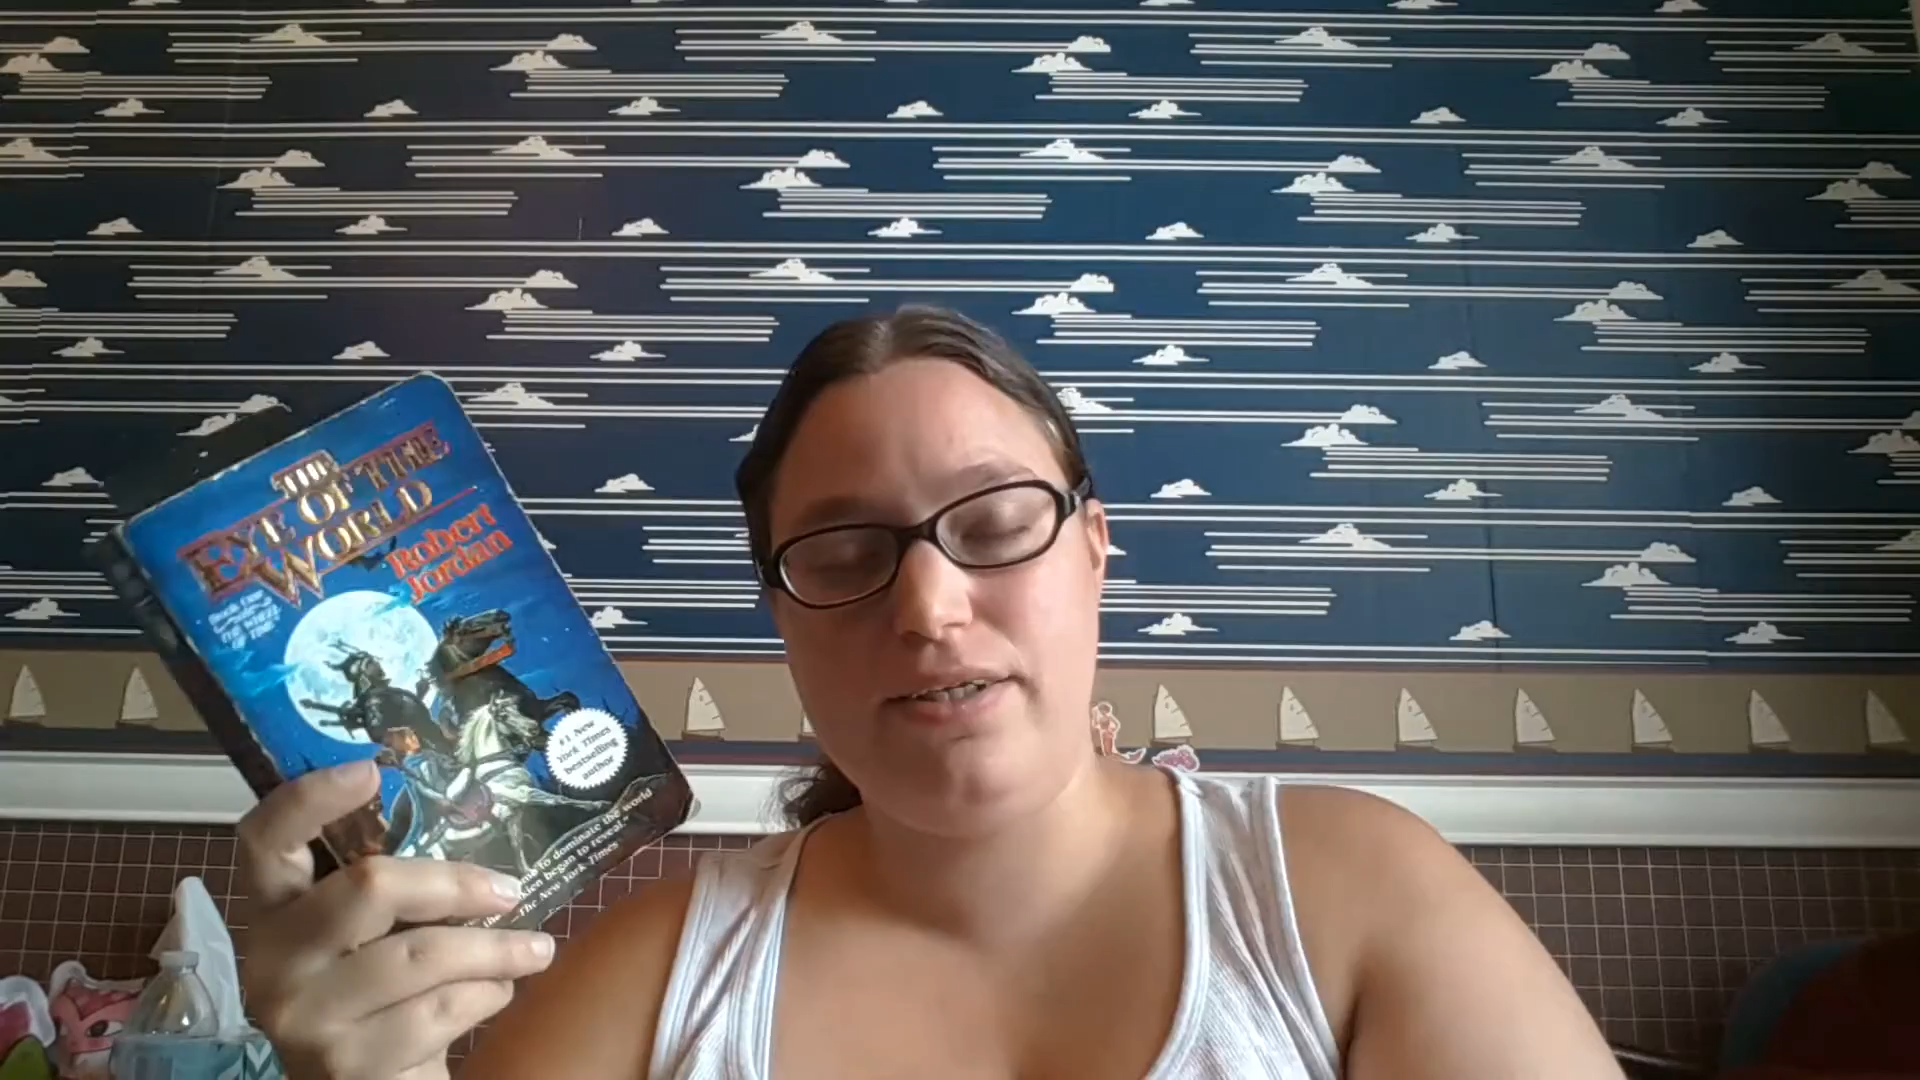 THE
EYE OF THE
WORLD
Robert
Jordan
Book One
of
THE WHEEL
OF TIME
#1 New
York Times
bestselling
author
to dominate the world
began to reveal."
—The New York Times